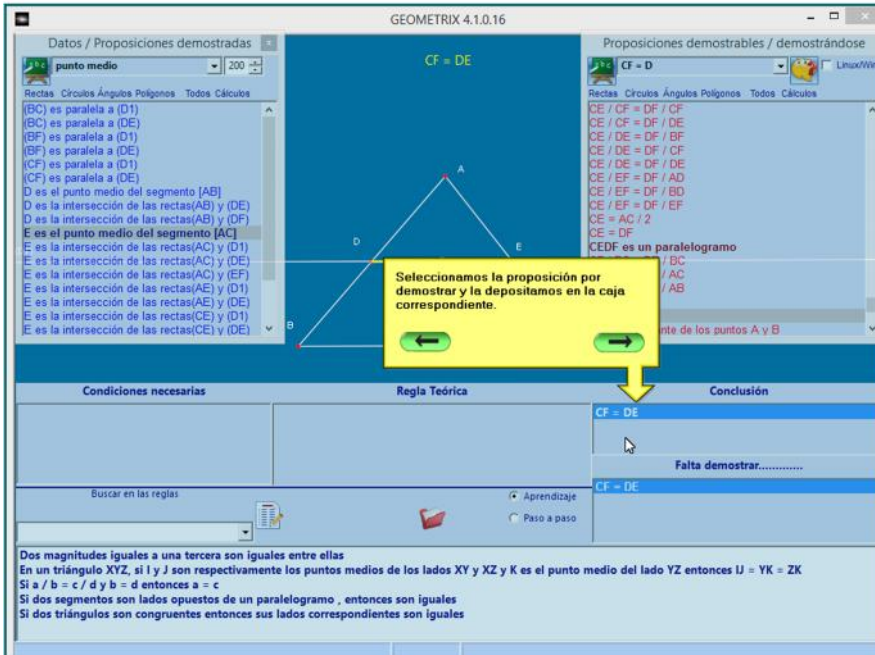 GEOMETRIX 4.1.0.16
Datos / Proposiciones demostradas
punto medio
200
Rectas Círculos Ángulos Polígonos Todos Cálculos
(BC) es paralela a (D1)
(BC) es paralela a (DE)
(BF) es paralela a (D1)
(BF) es paralela a (DE)
(CF) es paralela a (D1)
(CF) es paralela a (DE)
D es el punto medio del segmento [AB]
D es la intersección de las rectas(AB) y (DE)
D es la intersección de las rectas(AB) y (DF)
E es el punto medio del segmento [AC]
E es la intersección de las rectas(AC) y (D1)
E es la intersección de las rectas(AC) y (DE)
E es la intersección de las rectas(AC) y (EF)
E es la intersección de las rectas(AE) y (D1)
E es la intersección de las rectas(AE) y (DE)
E es la intersección de las rectas(CE) y (D1)
E es la intersección de las rectas(CE) y (DE)
CF = DE
A
D
E
B
Proposiciones demostrables / demostrándose
CF = D
Linux/Win
Rectas Círculos Ángulos Polígonos Todos Cálculos
CE / CF = DF / CF
CE / CF = DF / DE
CE / DE = DF / BF
CE / DE = DF / CF
CE / DE = DF / DE
CE / EF = DF / AD
CE / EF = DF / BD
CE / EF = DF / EF
CE = AC / 2
CE = DF
CEDF es un paralelogramo
/ BC
/ AC
/ AB
nte de los puntos A y B
Seleccionamos la proposición por
demostrar y la depositamos en la caja
correspondiente.
Condiciones necesarias
Regla Teórica
Conclusión
CF = DE
Falta demostrar.............
CF = DE
Buscar en las reglas
Aprendizaje
Paso a paso
Dos magnitudes iguales a una tercera son iguales entre ellas
En un triángulo XYZ, si I y J son respectivamente los puntos medios de los lados XY y XZ y K es el punto medio del lado YZ entonces IJ = YK = ZK
Si a / b = c / d y b = d entonces a = c
Si dos segmentos son lados opuestos de un paralelogramo , entonces son iguales
Si dos triángulos son congruentes entonces sus lados correspondientes son iguales